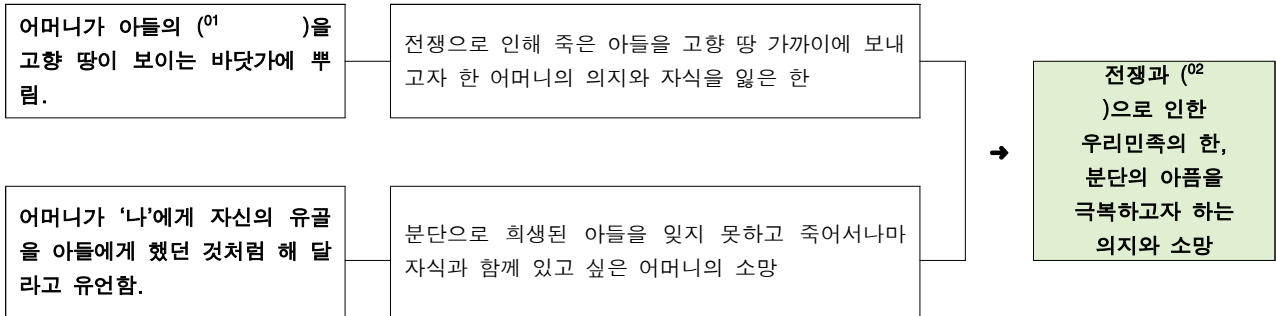 어머니가 아들의 (01          )을
고향 땅이 보이는 바닷가에 뿌
림.
전쟁으로 인해 죽은 아들을 고향 땅 가까이에 보내
고자 한 어머니의 의지와 자식을 잃은 한
어머니가 ‘나’에게 자신의 유골
을 아들에게 했던 것처럼 해 달
라고 유언함.
분단으로 희생된 아들을 잊지 못하고 죽어서나마
자식과 함께 있고 싶은 어머니의 소망
➜
전쟁과 (02
)으로 인한
우리민족의 한,
분단의 아픔을
극복하고자 하는
의지와 소망